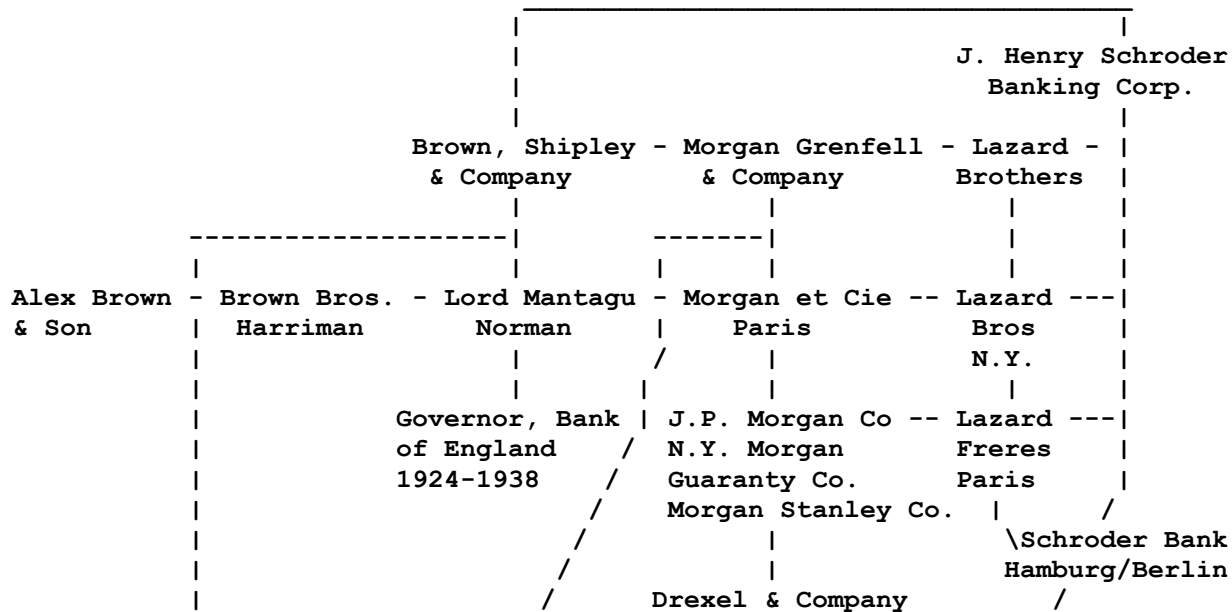 J. Henry Schroder
Banking Corp.
Brown, Shipley - Morgan Grenfell - Lazard -
& Company & Company Brothers
Alex Brown - Brown Bros. - Lord Mantagu - Morgan et Cie -- Lazard ---
& Son Harriman Norman Paris Bros
N.Y.
Governor, Bank J.P. Morgan Co -- Lazard ---
of England N.Y. Morgan Freres
1924-1938 Guaranty Co. Paris
Morgan Stanley Co.
Schroder Bank
Hamburg/Berlin
Drexel & Company